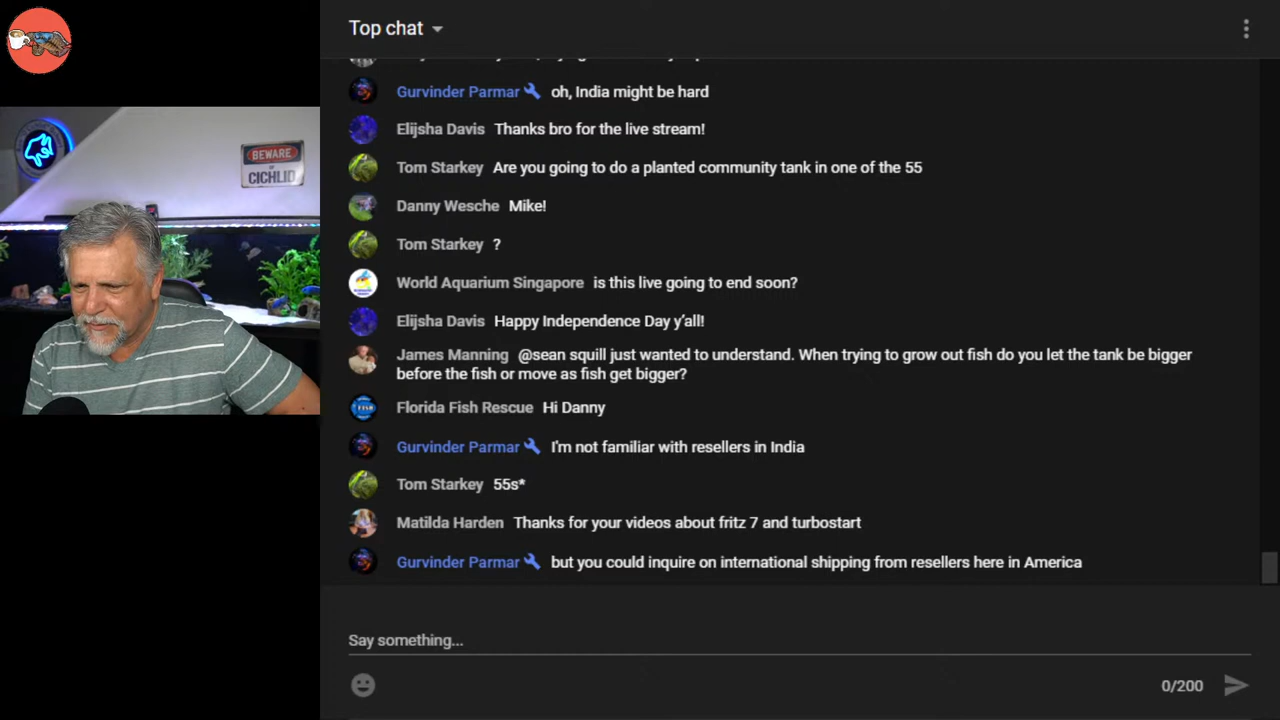 Top chat
Gurvinder Parmar oh, India might be hard
Elijsha Davis Thanks bro for the live stream!
Tom Starkey Are you going to do a planted community tank in one of the 55
Danny Wesche Mike!
Tom Starkey ?
World Aquarium Singapore is this live going to end soon?
Elijsha Davis Happy Independence Day y'all!
James Manning @sean squill just wanted to understand. When trying to grow out fish do you let the tank be bigger
before the fish or move as fish get bigger?
Florida Fish Rescue Hi Danny
Gurvinder Parmar I'm not familiar with resellers in India
Tom Starkey 55s*
Matilda Harden Thanks for your videos about fritz 7 and turbostart
Gurvinder Parmar but you could inquire on international shipping from resellers here in America
Say something...
0/200
BEWARE
OF
CICHLID